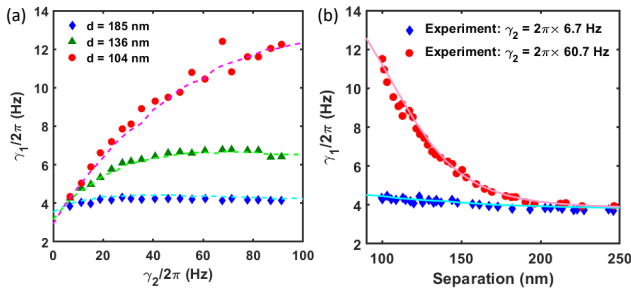 (a)
d = 185 nm
d = 136 nm
d = 104 nm
γ₁/2π (Hz)
14
12
10
8
6
4
2
0 20 40 60 80 100
γ₂/2π (Hz)
(b)
Experiment: γ₂ = 2π× 6.7 Hz
Experiment: γ₂ = 2π× 60.7 Hz
γ₁/2π (Hz)
14
12
10
8
6
4
2
100 150 200 250
Separation (nm)